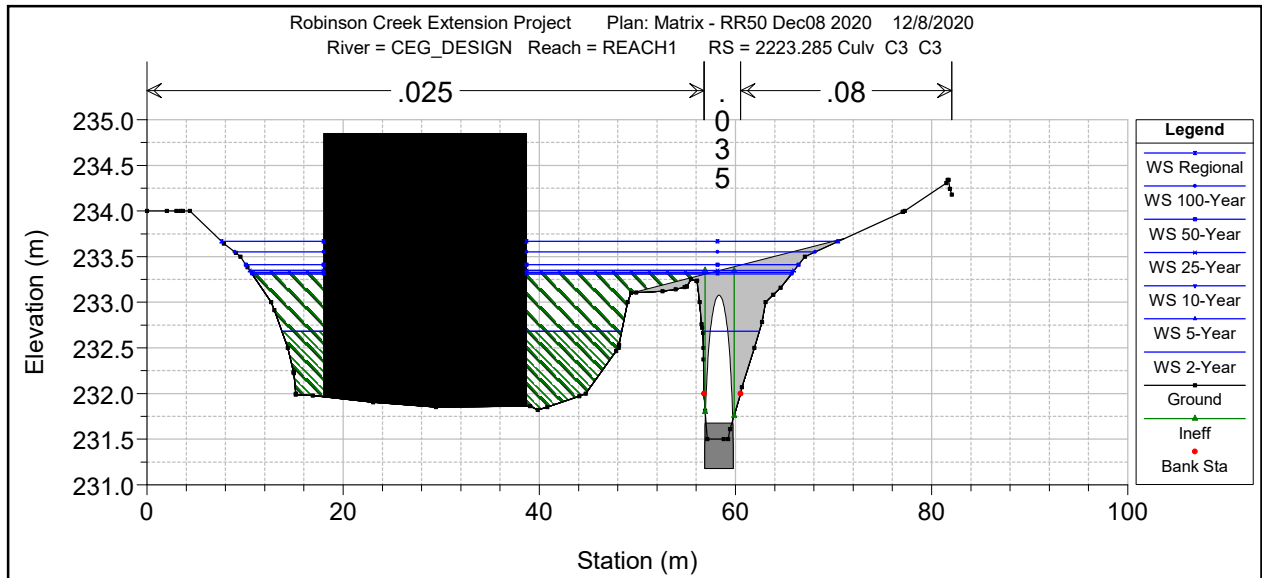 Robinson Creek Extension Project Plan: Matrix - RR50 Dec08 2020 12/8/2020
River = CEG_DESIGN Reach = REACH1 RS = 2223.285 Culv C3 C3
.025
.035
.08
235.0
234.5
234.0
233.5
233.0
232.5
232.0
231.5
231.0
Elevation (m)
0 20 40 60 80 100
Station (m)
Legend
WS Regional
WS 100-Year
WS 50-Year
WS 25-Year
WS 10-Year
WS 5-Year
WS 2-Year
Ground
Ineff
Bank Sta